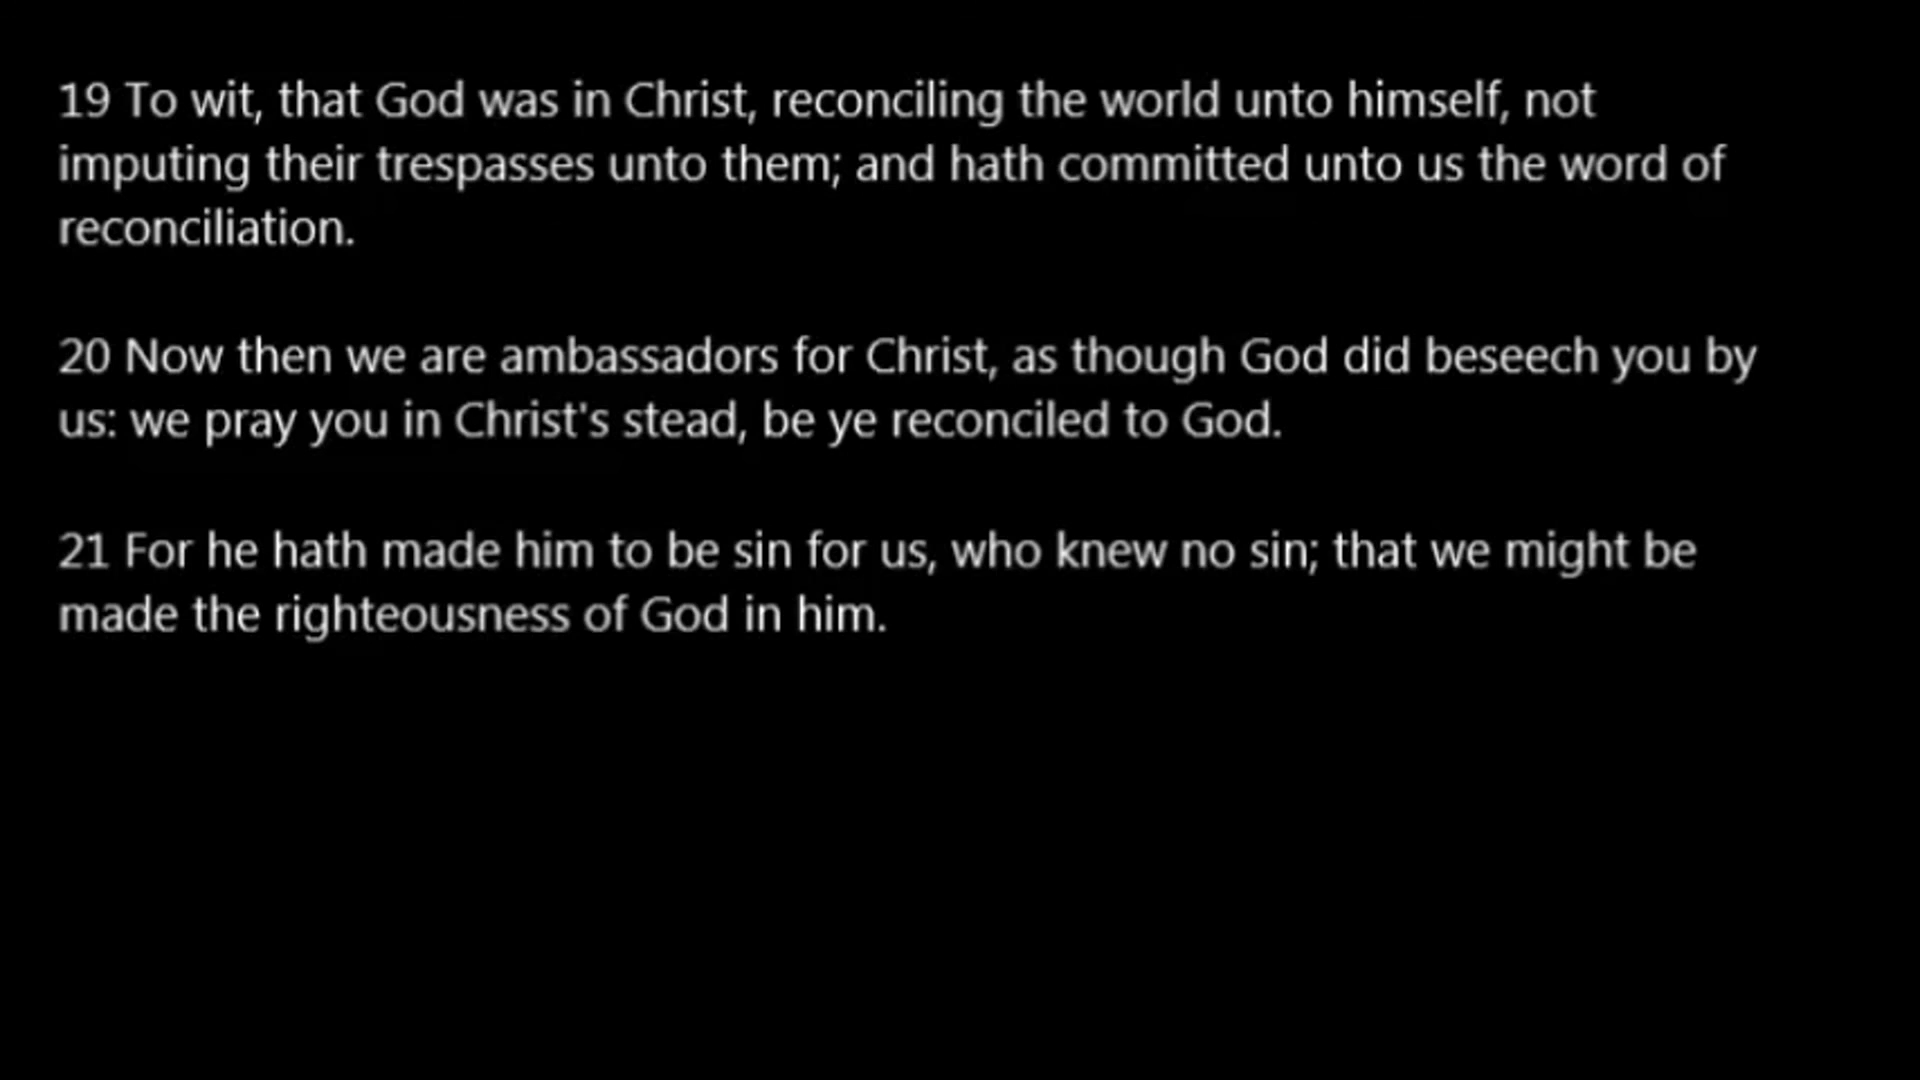 19 To wit, that God was in Christ, reconciling the world unto himself, not
imputing their trespasses unto them; and hath committed unto us the word of
reconciliation.
20 Now then we are ambassadors for Christ, as though God did beseech you by
us: we pray you in Christ's stead, be ye reconciled to God.
21 For he hath made him to be sin for us, who knew no sin; that we might be
made the righteousness of God in him.